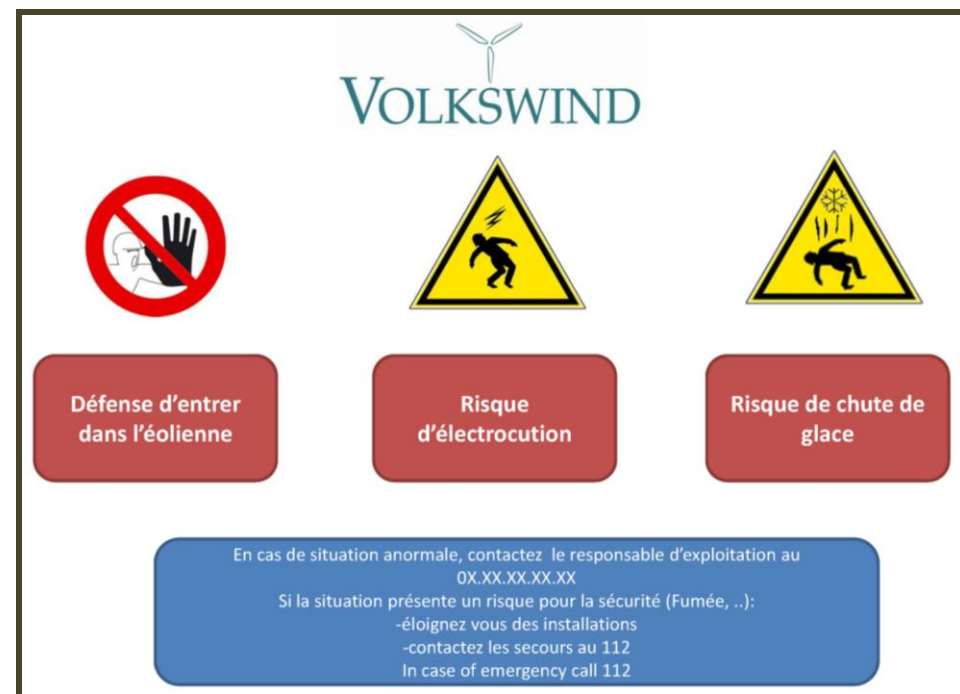 VOLKSWIND
Défense d'entrer
dans l'éolienne
Risque
d'électrocution
Risque de chute de
glace
En cas de situation anormale, contactez  le responsable d'exploitation au
0X.XX.XX.XX.XX
Si la situation présente un risque pour la sécurité (Fumée, ..):
-éloignez vous des installations
-contactez les secours au 112
In case of emergency call 112